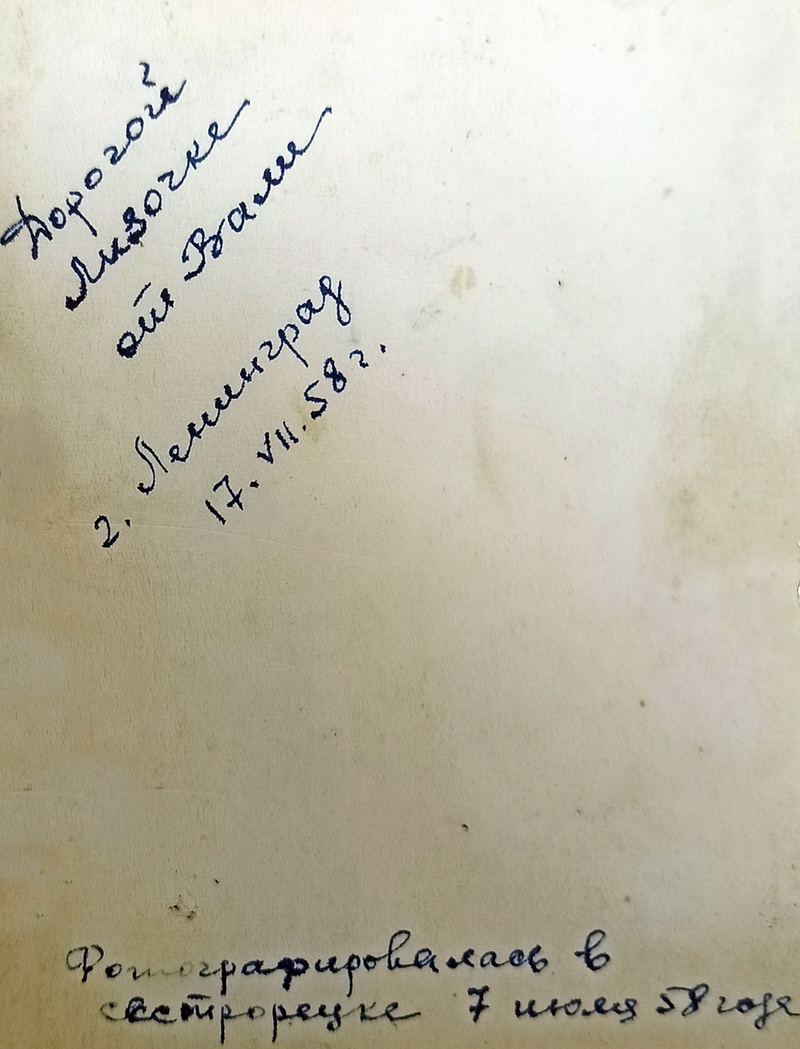 Дорогой
Лизочке
от Вали
г. Ленинград
17. VII. 58 г.
Фотографировалась в
сестрорецке 7 июля 58 года